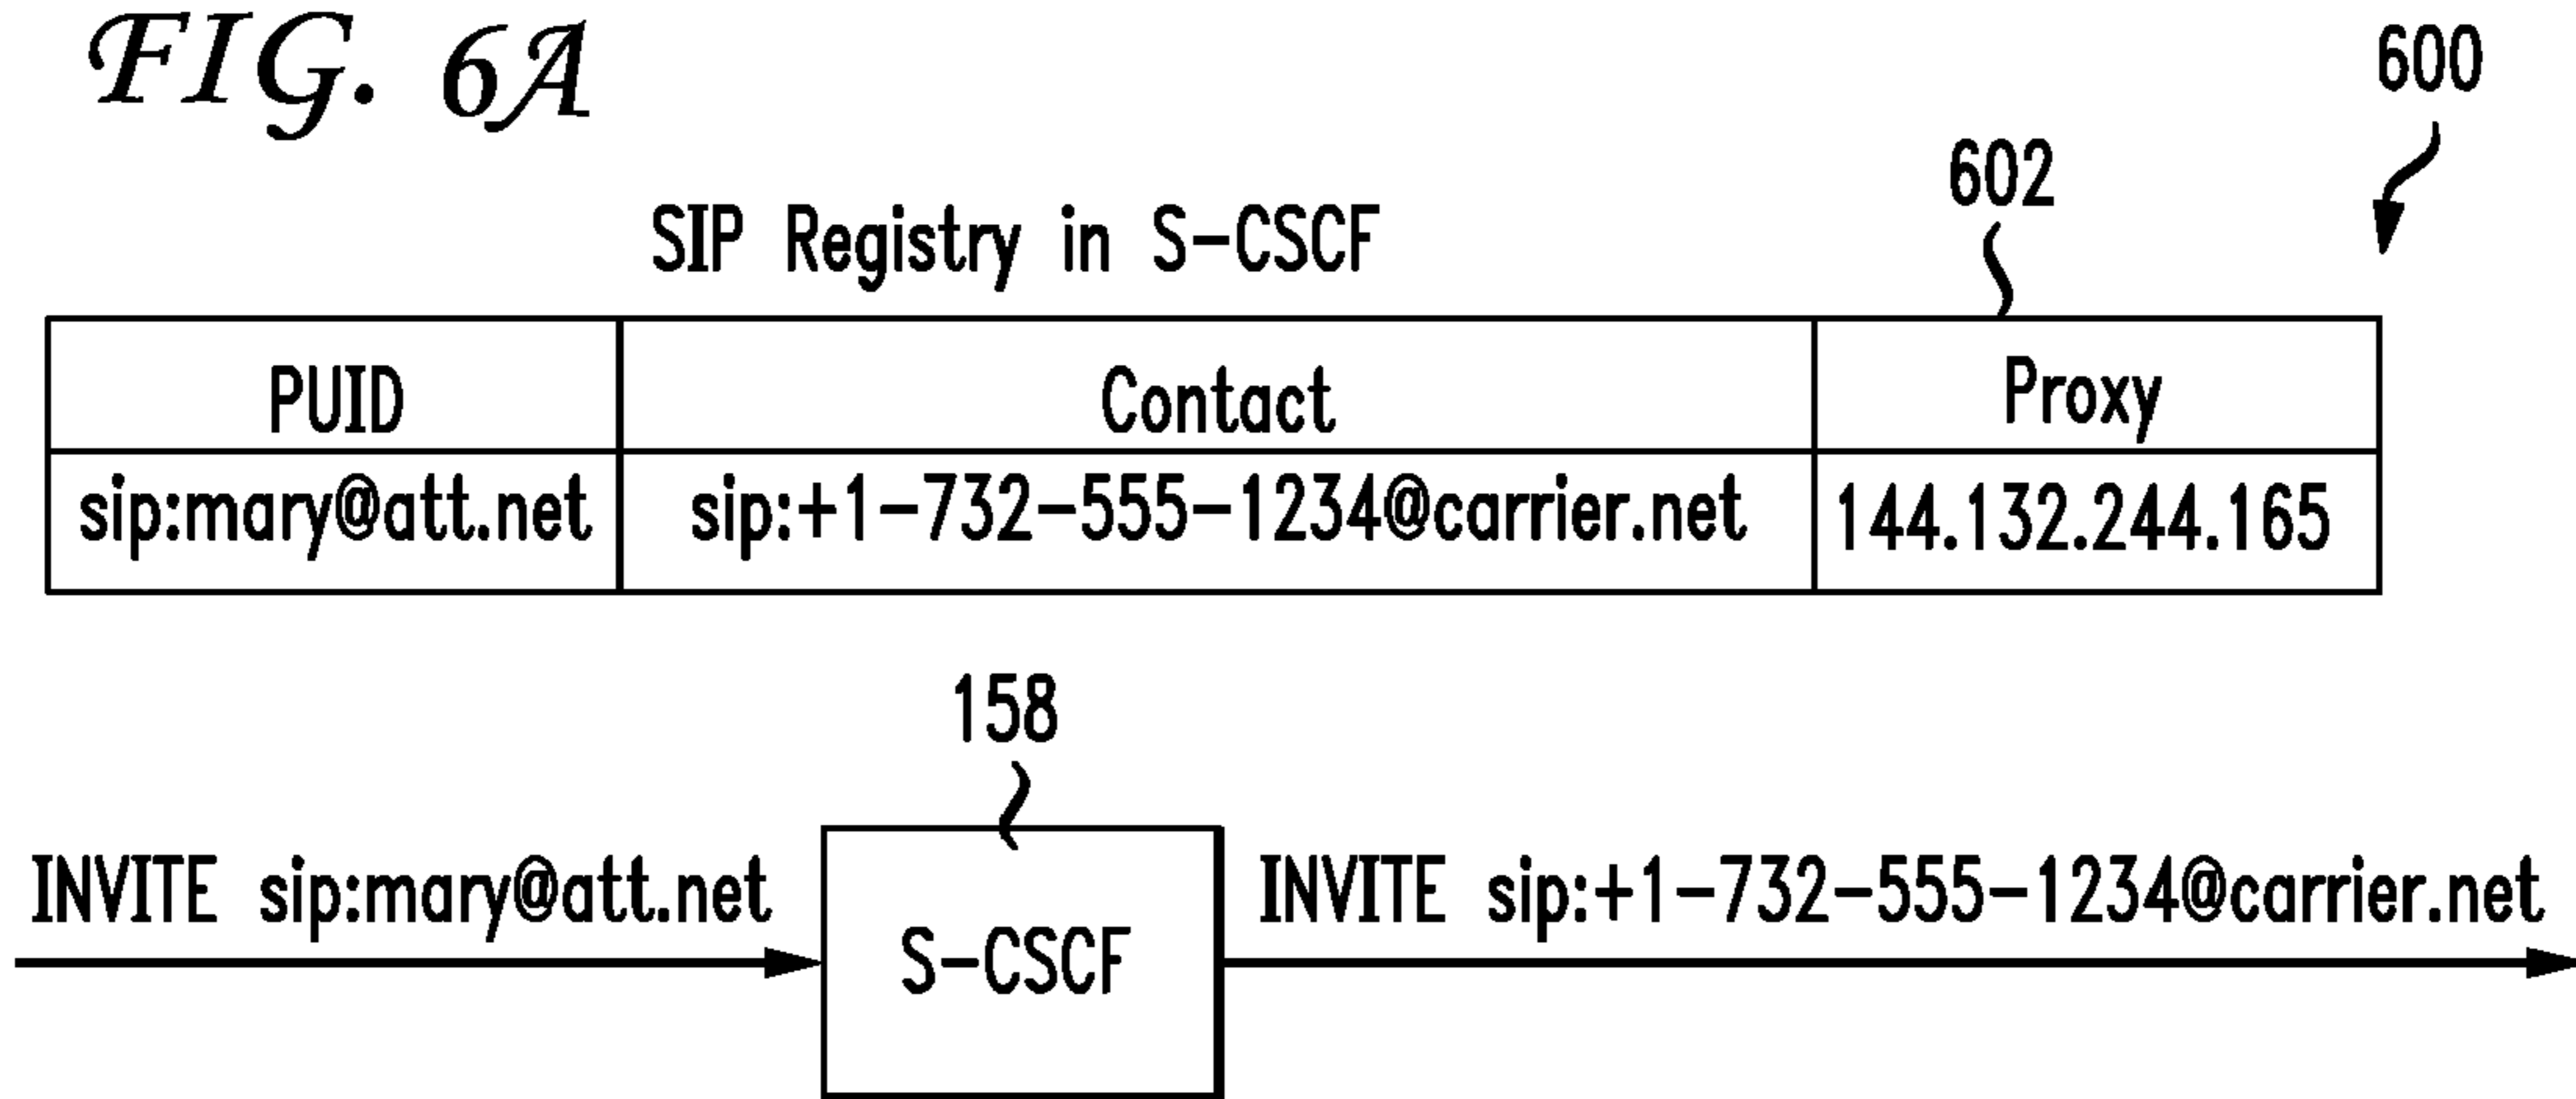 FIG. 6A
600
602
SIP Registry in S-CSCF
PUID Contact Proxy
sip:mary@att.net sip:+1-732-555-1234@carrier.net 144.132.244.165
158
INVITE sip:mary@att.net INVITE sip:+1-732-555-1234@carrier.net
S-CSCF